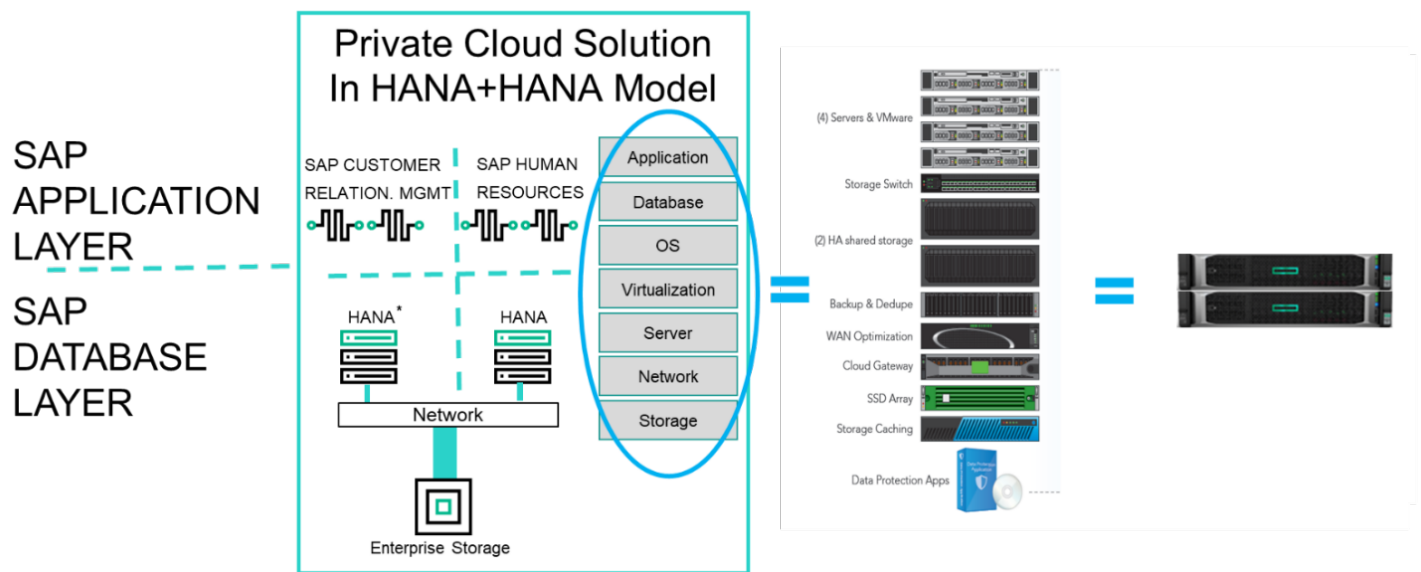 Private Cloud Solution
In HANA+HANA Model
SAP
APPLICATION
LAYER
SAP
DATABASE
LAYER
SAP CUSTOMER
RELATION. MGMT
SAP HUMAN
RESOURCES
HANA*
HANA
Network
Enterprise Storage
Application
Database
OS
Virtualization
Server
Network
Storage
(4) Servers & VMware
Storage Switch
(2) HA shared storage
Backup & Dedupe
WAN Optimization
Cloud Gateway
SSD Array
Storage Caching
Data Protection Apps